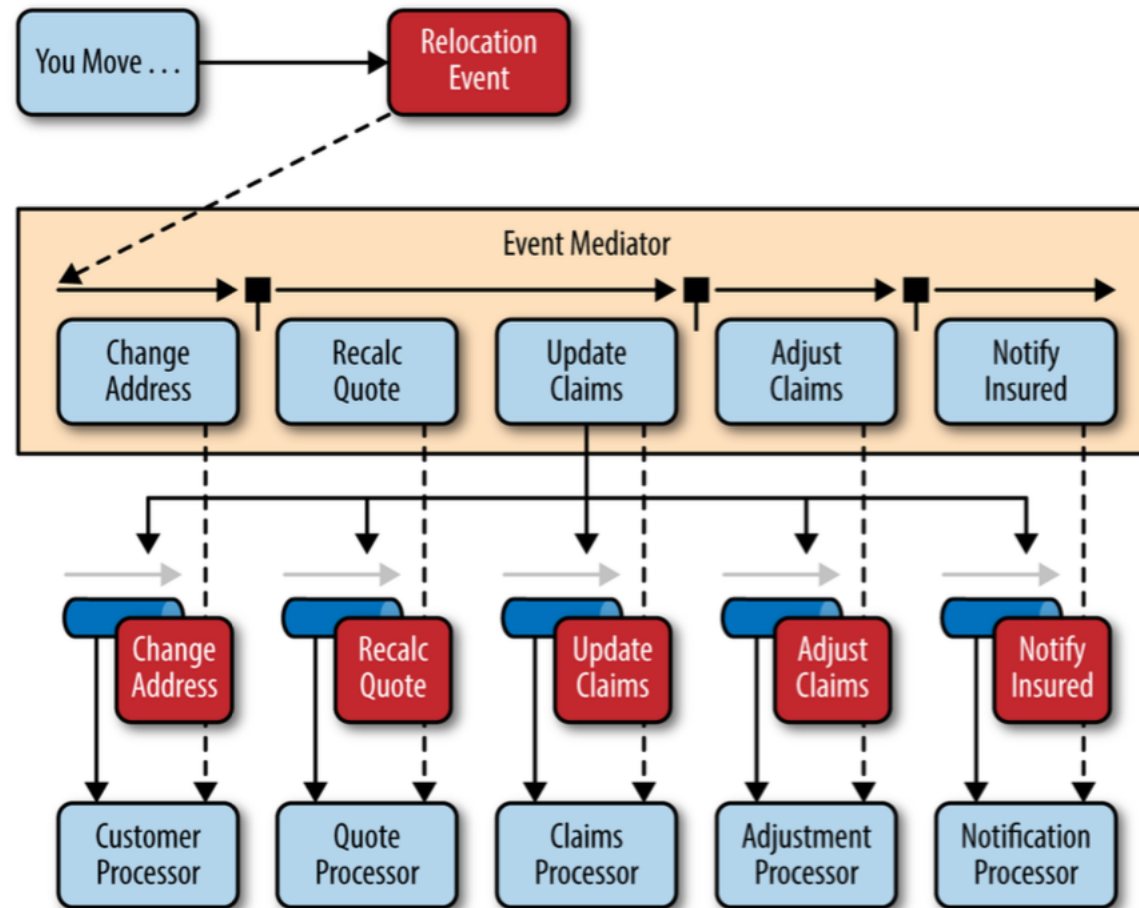 You Move ...
Relocation
Event
Event Mediator
Change
Address
Recalc
Quote
Update
Claims
Adjust
Claims
Notify
Insured
Change
Address
Recalc
Quote
Update
Claims
Adjust
Claims
Notify
Insured
Customer
Processor
Quote
Processor
Claims
Processor
Adjustment
Processor
Notification
Processor